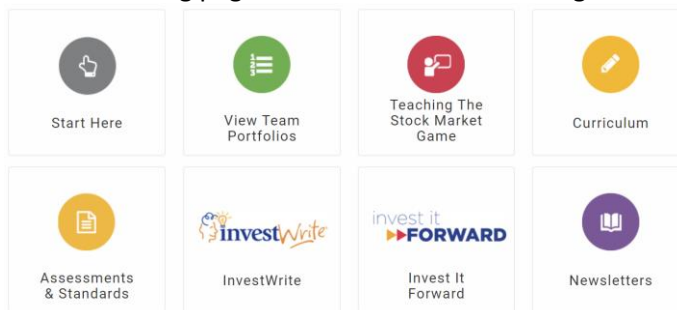 Start Here
View Team
Portfolios
Teaching The
Stock Market
Game
Curriculum
Assessments
& Standards
investWrite
InvestWrite
invest it
FORWARD
Invest It
Forward
Newsletters